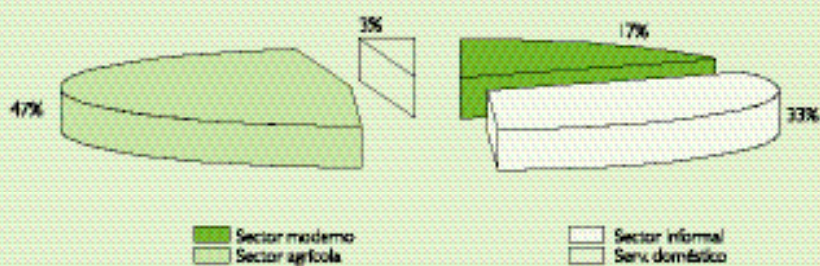 3%
17%
47%
33%
Sector moderno
Sector informal
Sector agrícola
Serv. doméstico